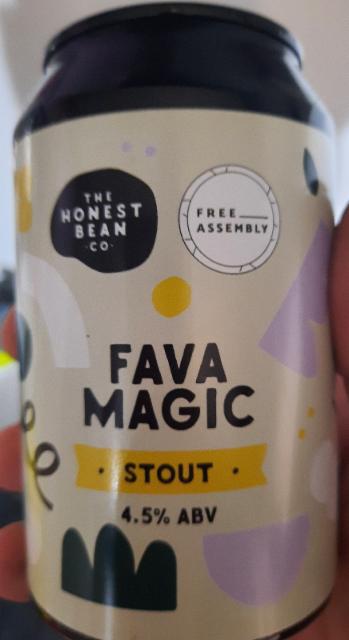 THE
HONEST
BEAN
·CO·
FREE
ASSEMBLY
FAVA
MAGIC
· STOUT ·
4.5% ABV